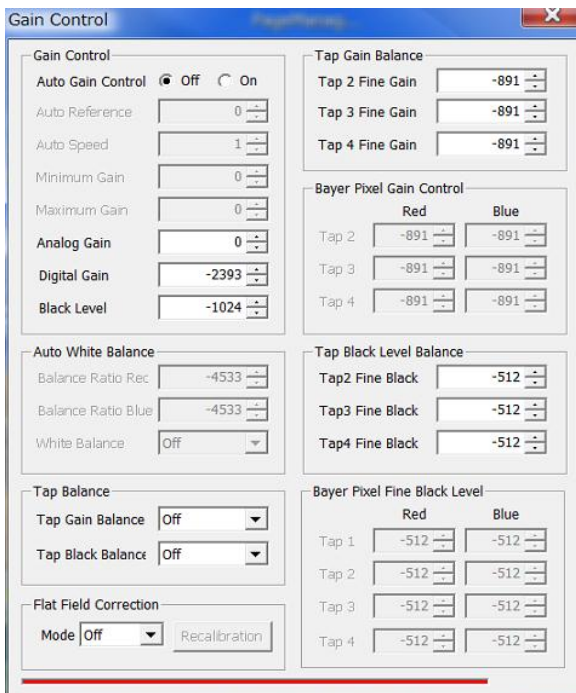 Gain Control
Gain Control
Auto Gain Control Off On
Auto Reference 0
Auto Speed 1
Minimum Gain 0
Maximum Gain 0
Analog Gain 0
Digital Gain -2393
Black Level -1024
Auto White Balance
Balance Ratio Rec -4533
Balance Ratio Blue -4533
White Balance Off
Tap Balance
Tap Gain Balance Off
Tap Black Balance Off
Flat Field Correction
Mode Off Recalibration
Tap Gain Balance
Tap 2 Fine Gain -891
Tap 3 Fine Gain -891
Tap 4 Fine Gain -891
Bayer Pixel Gain Control
Red Blue
Tap 2 -891 -891
Tap 3 -891 -891
Tap 4 -891 -891
Tap Black Level Balance
Tap2 Fine Black -512
Tap3 Fine Black -512
Tap4 Fine Black -512
Bayer Pixel Fine Black Level
Red Blue
Tap 1 -512 -512
Tap 2 -512 -512
Tap 3 -512 -512
Tap 4 -512 -512